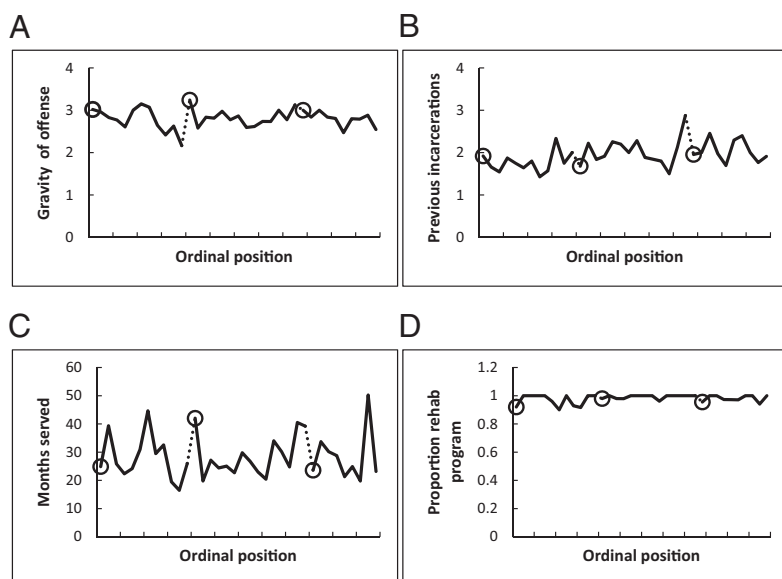 A
4
3
2
1
0
Gravity of offense
Ordinal position
B
4
3
2
1
0
Previous incarcerations
Ordinal position
C
60
50
40
30
20
10
0
Months served
Ordinal position
D
1.2
1
0.8
0.6
0.4
0.2
0
Proportion rehab
program
Ordinal position